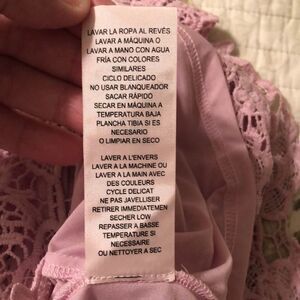 LAVAR LA ROPA AL REVÉS
LAVAR A MÁQUINA O
LAVAR A MANO CON AGUA
FRÍA CON COLORES
SIMILARES
CICLO DELICADO
NO USAR BLANQUEADOR
SACAR RÁPIDO
SECAR EN MÁQUINA A
TEMPERATURA BAJA
PLANCHA TIBIA SI ES
NECESARIO
O LIMPIAR EN SECO
LAVER A L'ENVERS
LAVER A LA MACHINE OU
LAVER A LA MAIN AVEC
DES COULEURS
CYCLE DELICAT
NE PAS JAVELLISER
RETIRER IMMEDIATEMEN
SECHER LOW
REPASSER A BASSE
TEMPERATURE SI
NECESSAIRE
OU NETTOYER A SEC